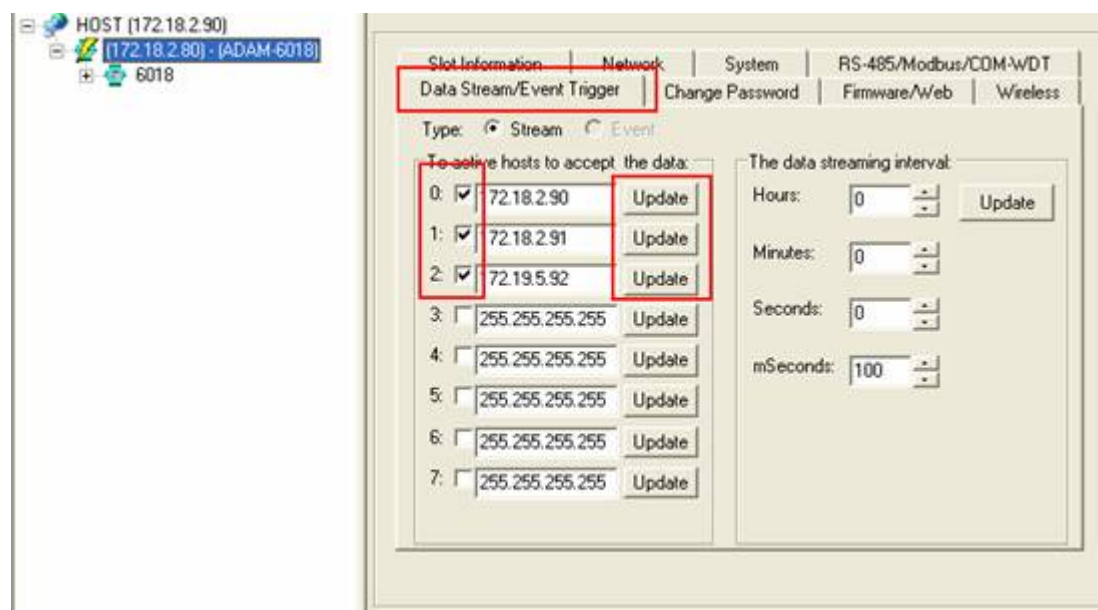 HOST (172.18.2.90)
(172.18.2.80) - (ADAM-6018)
6018
Slot Information Network System RS-485/Modbus/COM-WDT
Data Stream/Event Trigger Change Password Firmware/Web Wireless
Type: Stream Event
To active hosts to accept the data:
0: 72.18.2.90 Update
1: 72.18.2.91 Update
2: 72.19.5.92 Update
3: 255.255.255.255 Update
4: 255.255.255.255 Update
5: 255.255.255.255 Update
6: 255.255.255.255 Update
7: 255.255.255.255 Update
The data streaming interval:
Hours: 0 Update
Minutes: 0
Seconds: 0
mSeconds: 100